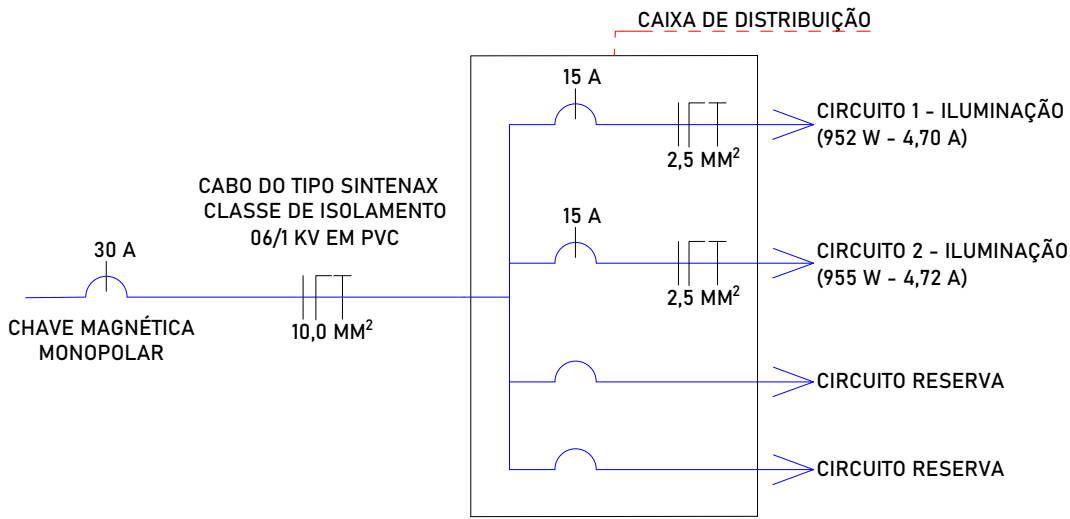 CAIXA DE DISTRIBUIÇÃO
15 A
CIRCUITO 1 - ILUMINAÇÃO
(952 W - 4,70 A)
2,5 MM²
CABO DO TIPO SINTENAX
CLASSE DE ISOLAMENTO
06/1 KV EM PVC
15 A
CIRCUITO 2 - ILUMINAÇÃO
(955 W - 4,72 A)
2,5 MM²
30 A
CHAVE MAGNÉTICA
MONOPOLAR
10,0 MM²
CIRCUITO RESERVA
CIRCUITO RESERVA